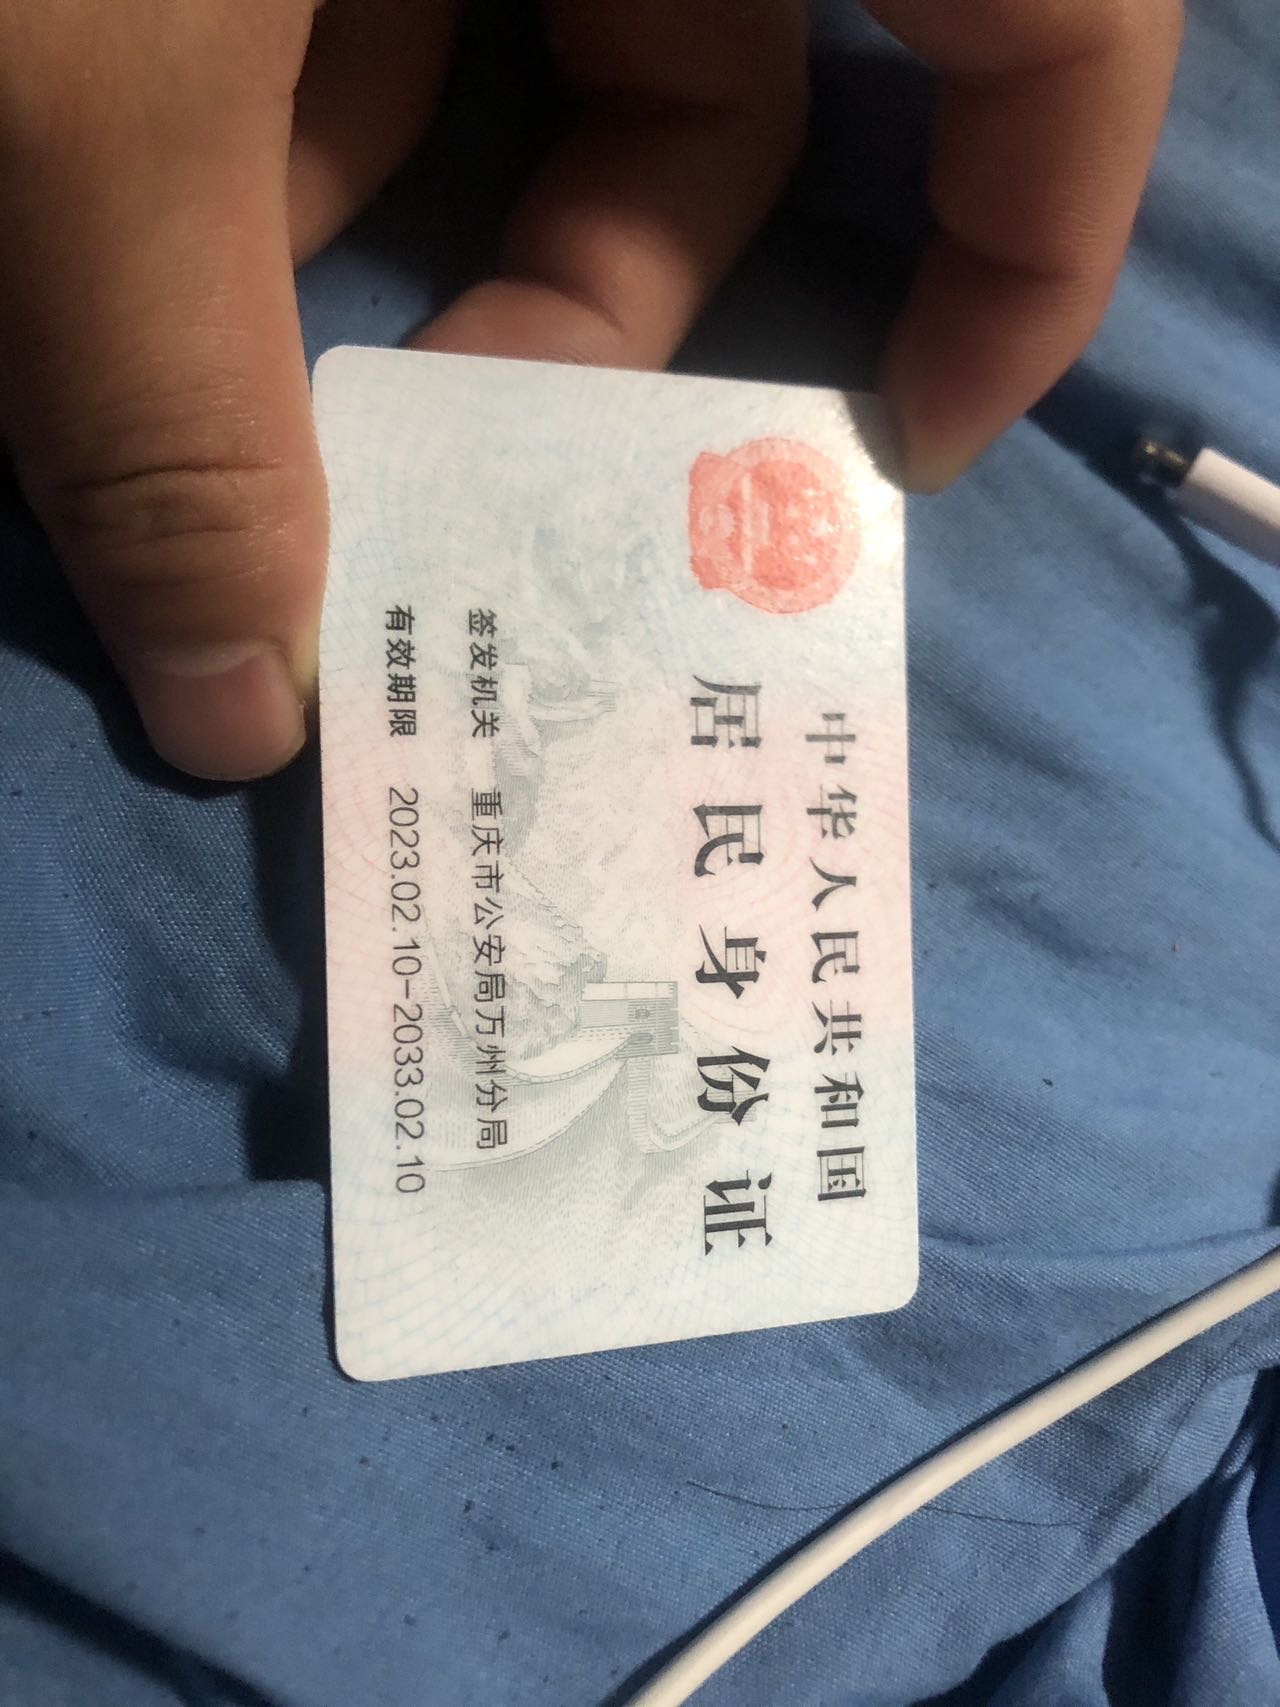 中华人民共和国
居民身份证
签发机关 重庆市公安局万州分局
有效期限 2023.02.10-2033.02.10